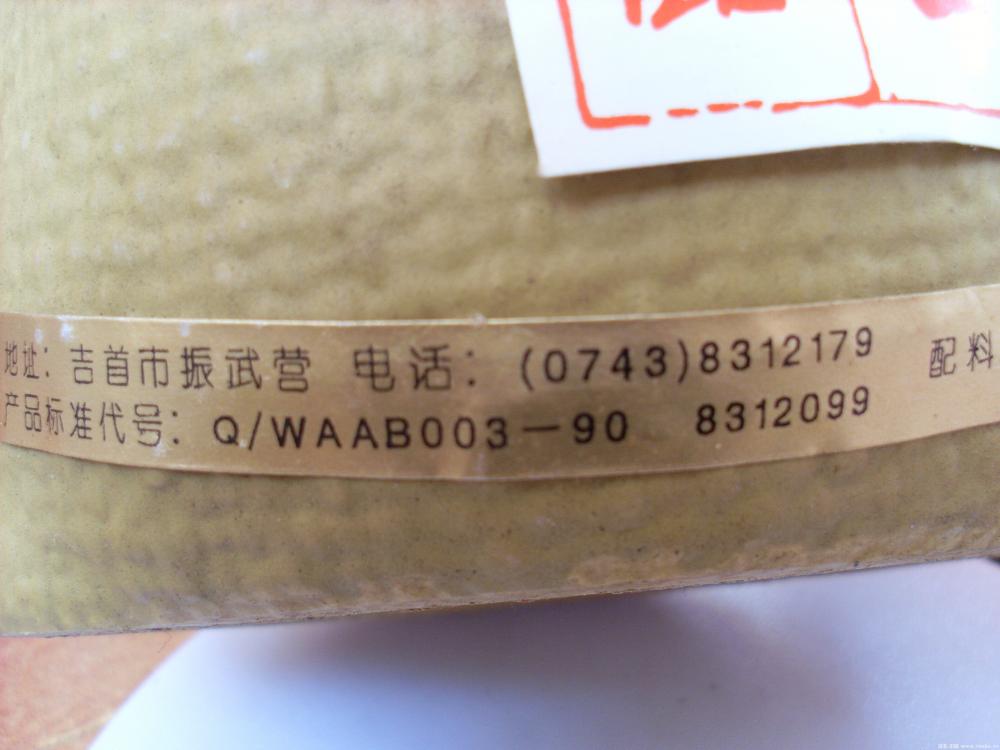 地址：吉首市振武营 电话：(0743)8312179 配料
产品标准代号：Q/WAAB003－90 8312099